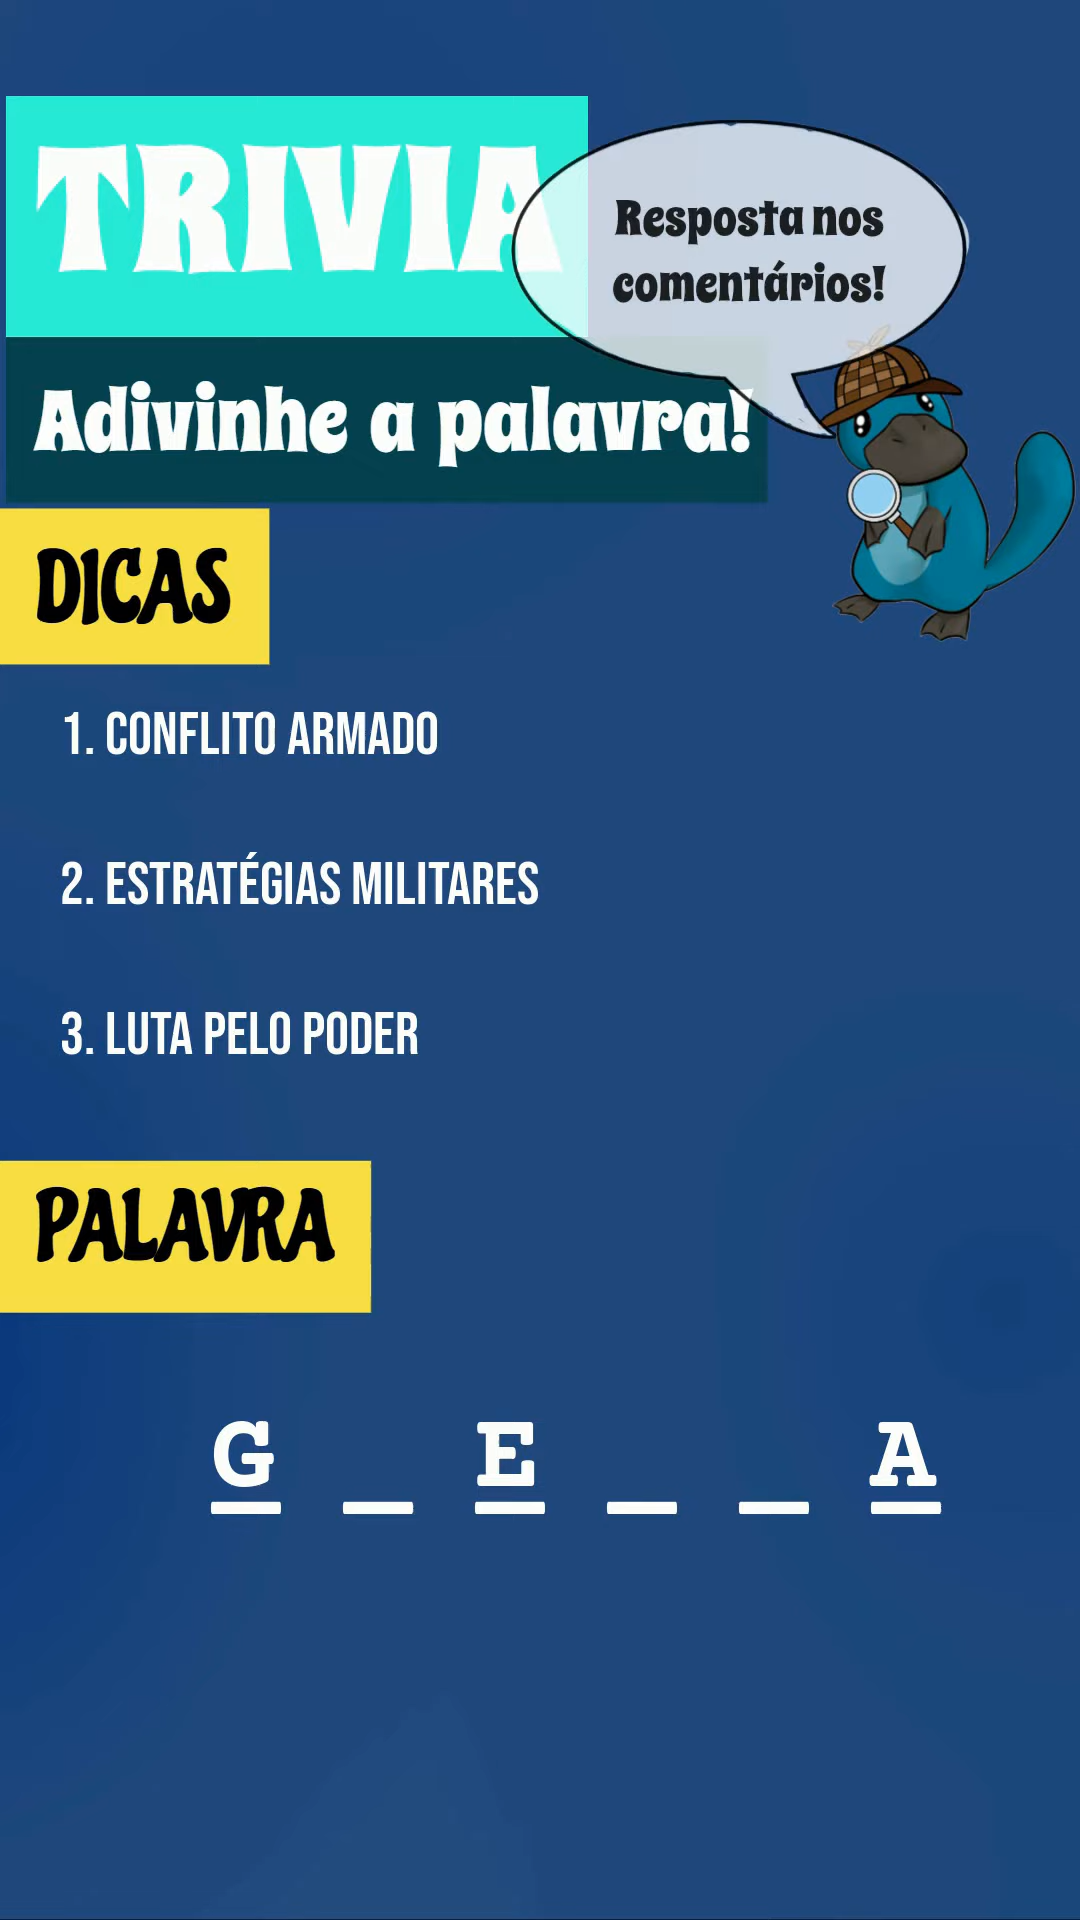 TRIVIA
Resposta nos
comentários!
Adivinhe a palavra!
DICAS
1. CONFLITO ARMADO
2. ESTRATÉGIAS MILITARES
3. LUTA PELO PODER
PALAVRA
G _ E _ _ A